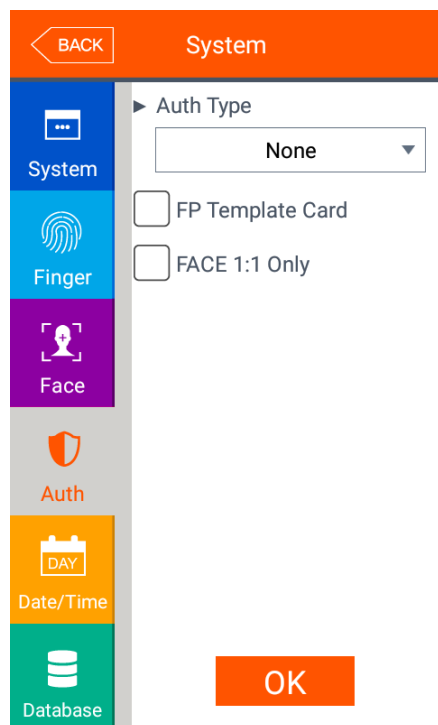 BACK
System
System
Finger
Face
Auth
DAY
Date/Time
Database
► Auth Type
None
FP Template Card
FACE 1:1 Only
OK